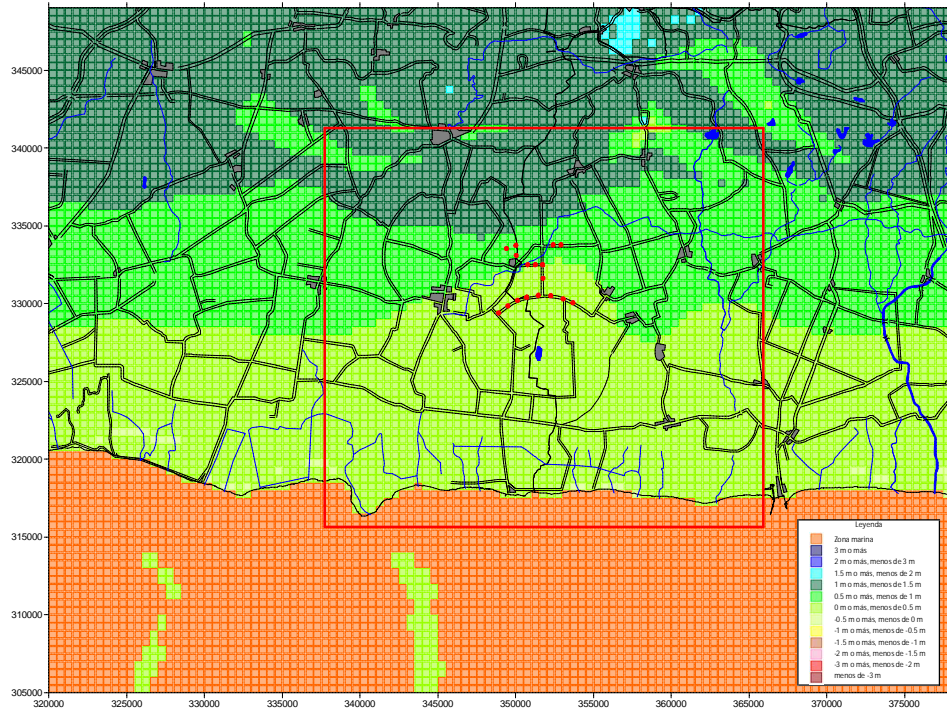 345000
340000
335000
330000
325000
320000
315000
310000
305000
320000 325000 330000 335000 340000 345000 350000 355000 360000 365000 370000 375000
Leyenda
Zona marina
3 m o más
2 m o más, menos de 3 m
1.5 m o más, menos de 2 m
1 m o más, menos de 1.5 m
0.5 m o más, menos de 1 m
0 m o más, menos de 0.5 m
-0.5 m o más, menos de 0 m
-1 m o más, menos de -0.5 m
-1.5 m o más, menos de -1 m
-2 m o más, menos de -1.5 m
-3 m o más, menos de -2 m
menos de -3 m